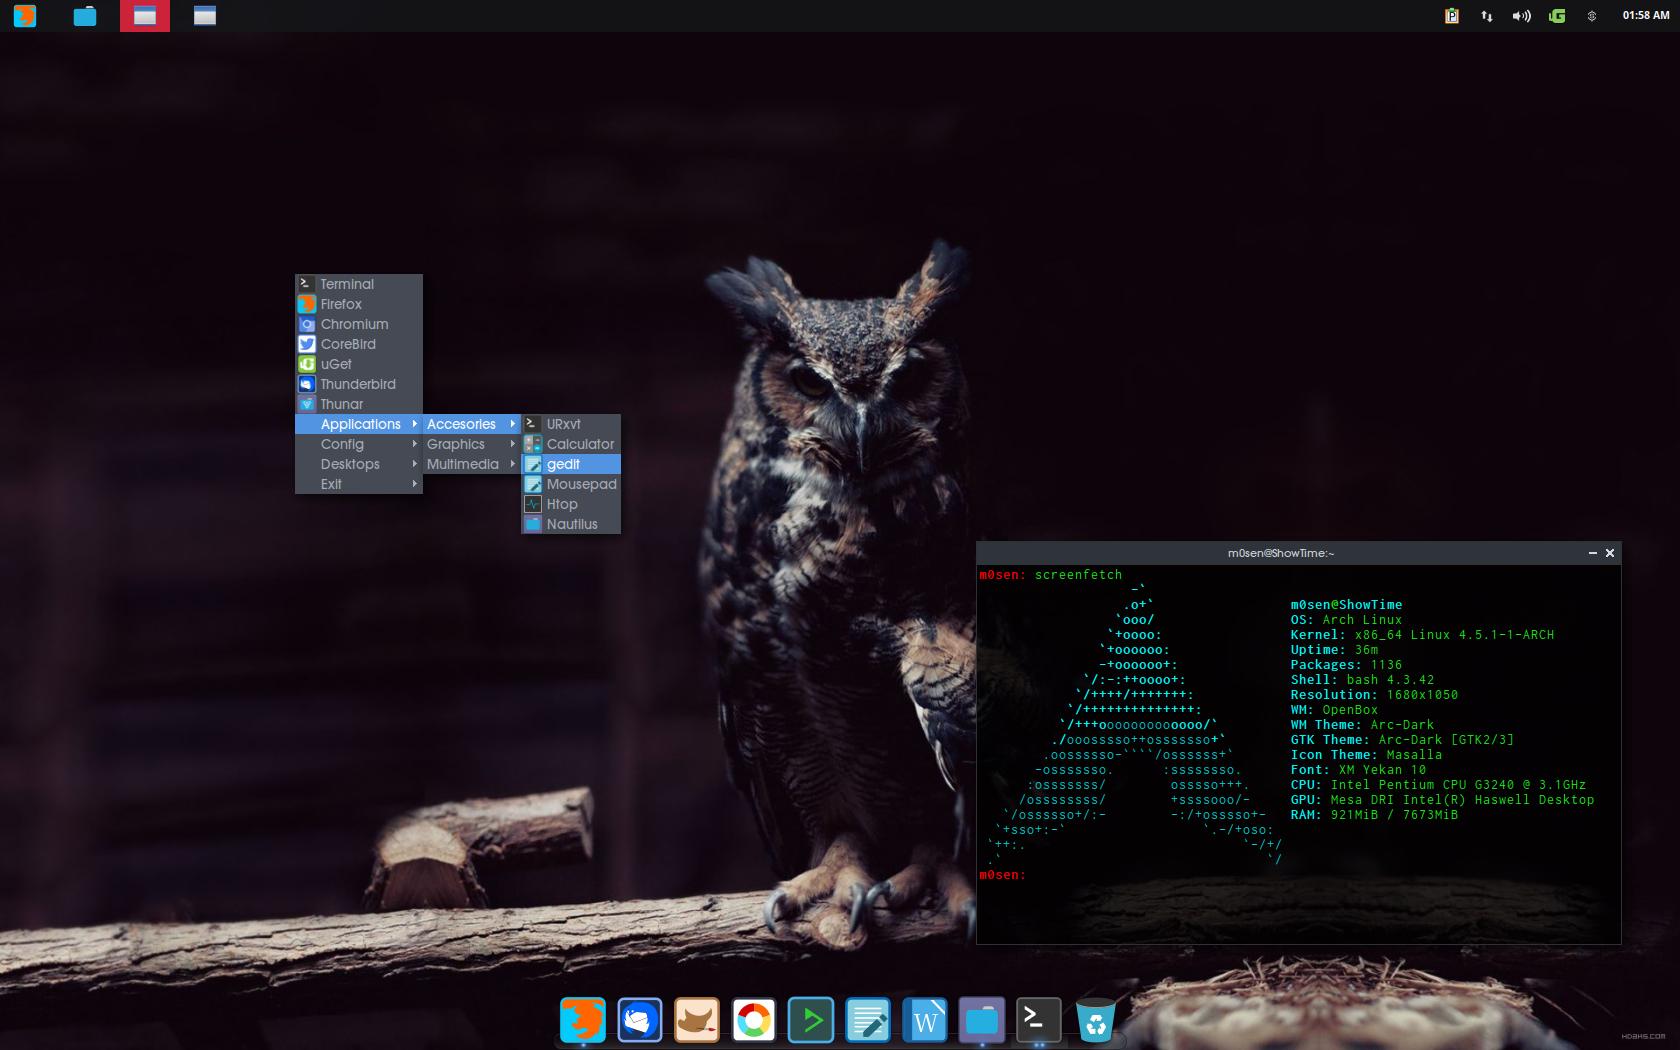 01:58 AM
Terminal
Firefox
Chromium
CoreBird
uGet
Thunderbird
Thunar
Applications
Config
Desktops
Exit
Accesories
Graphics
Multimedia
URxvt
Calculator
gedit
Mousepad
Htop
Nautilus
m0sen@ShowTime:~
m0sen: screenfetch
m0sen@ShowTime
OS: Arch Linux
Kernel: x86_64 Linux 4.5.1-1-ARCH
Uptime: 36m
Packages: 1136
Shell: bash 4.3.42
Resolution: 1680x1050
WM: OpenBox
WM Theme: Arc-Dark
GTK Theme: Arc-Dark [GTK2/3]
Icon Theme: Masalla
Font: XM Yekan 10
CPU: Intel Pentium CPU G3240 @ 3.1GHz
GPU: Mesa DRI Intel(R) Haswell Desktop
RAM: 921MiB / 7673MiB
m0sen:
W
HDAHS.COM